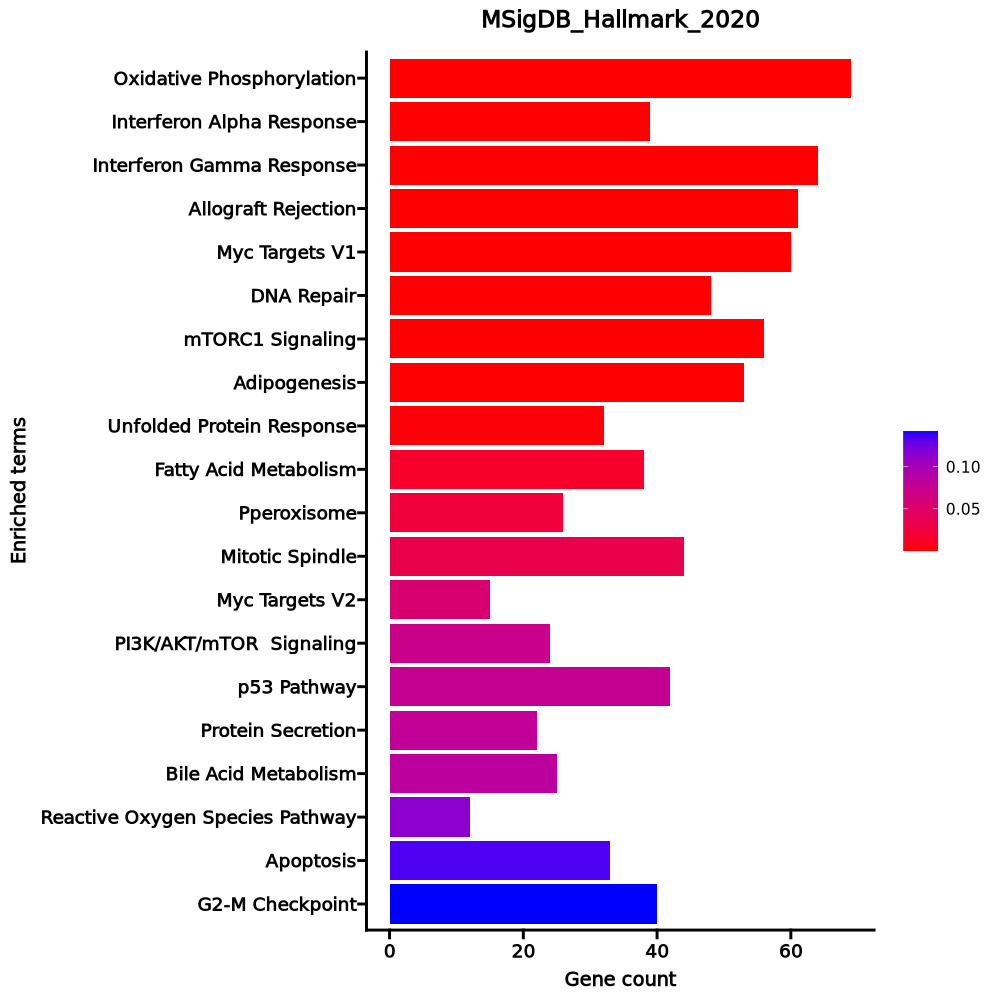 MSigDB_Hallmark_2020
Oxidative Phosphorylation
Interferon Alpha Response
Interferon Gamma Response
Allograft Rejection
Myc Targets V1
DNA Repair
mTORC1 Signaling
Adipogenesis
Unfolded Protein Response
Fatty Acid Metabolism
Pperoxisome
Mitotic Spindle
Myc Targets V2
PI3K/AKT/mTOR  Signaling
p53 Pathway
Protein Secretion
Bile Acid Metabolism
Reactive Oxygen Species Pathway
Apoptosis
G2-M Checkpoint
Enriched terms
0 20 40 60
Gene count
0.10
0.05